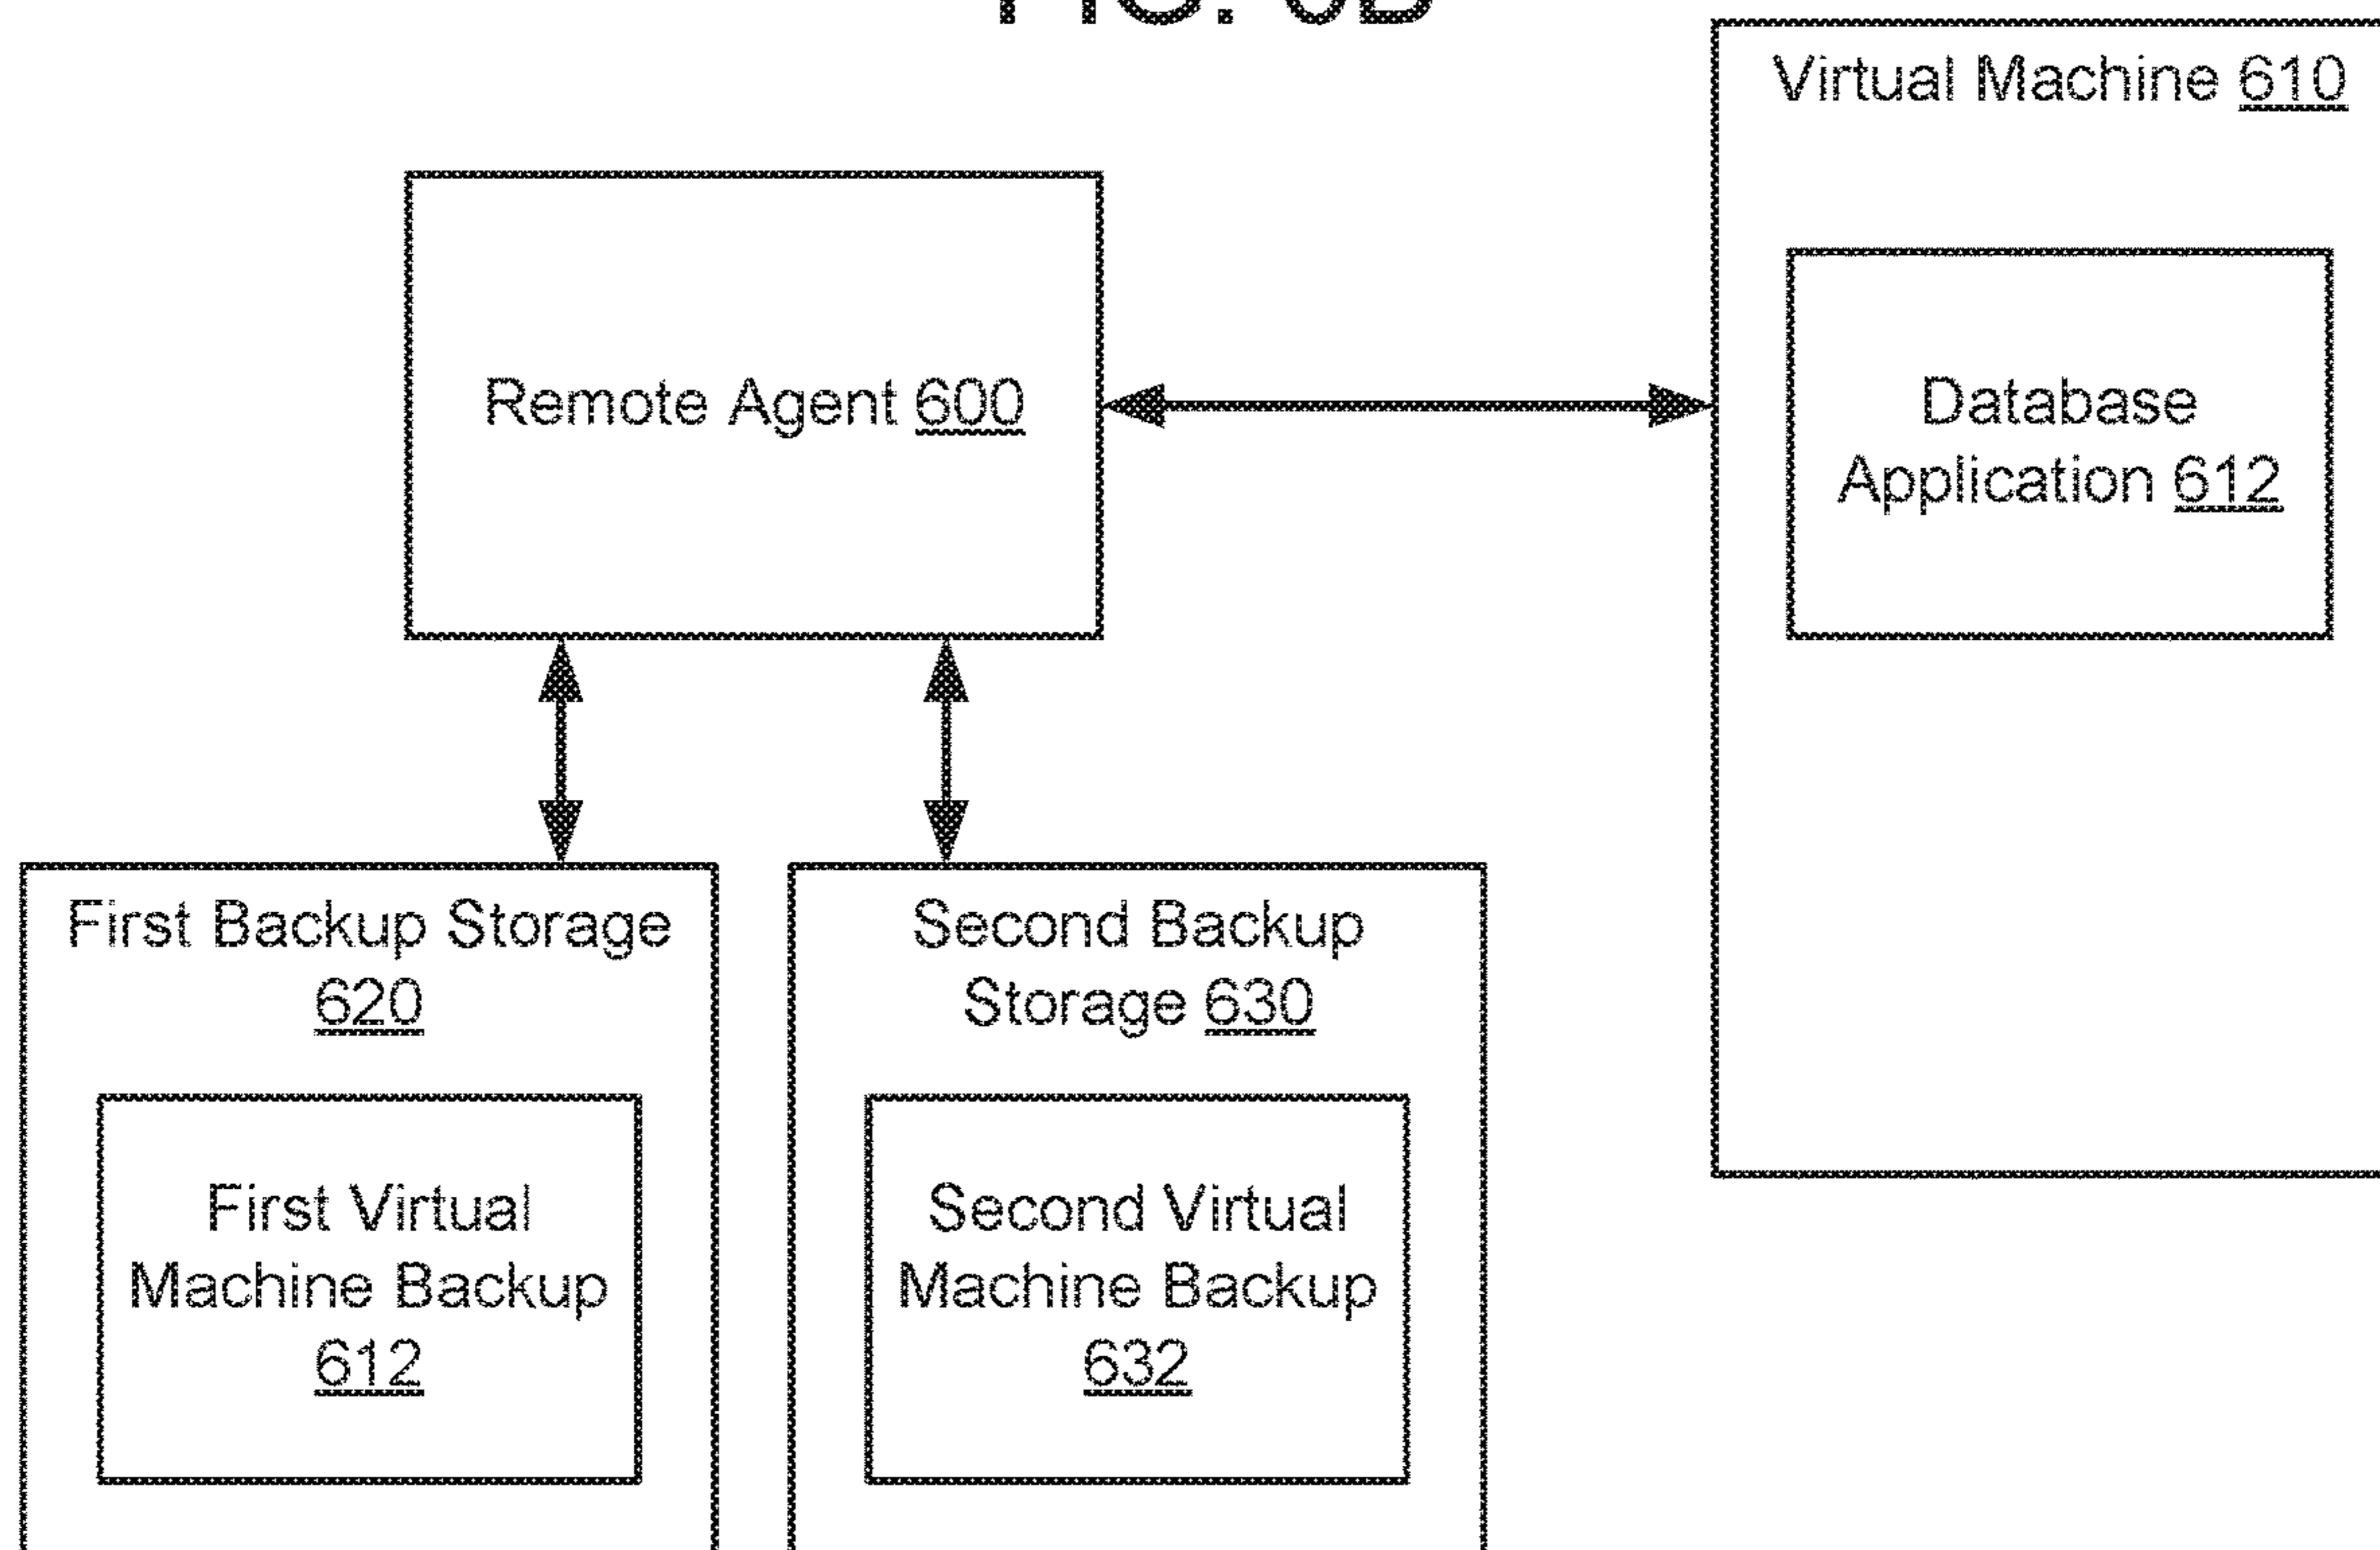 Virtual Machine 610
Remote Agent 600
Database
Application 612
First Backup Storage
620
Second Backup
Storage 630
First Virtual
Machine Backup
612
Second Virtual
Machine Backup
632